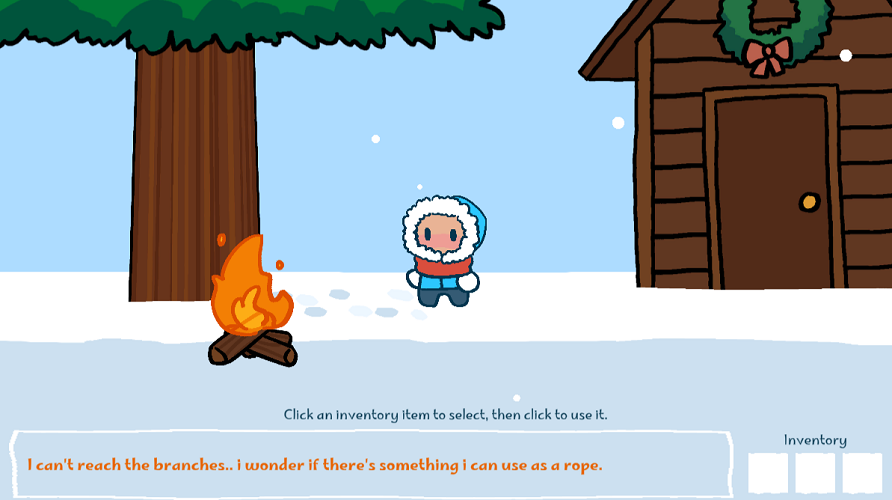 Click an inventory item to select, then click to use it.
Inventory
I can't reach the branches.. i wonder if there's something i can use as a rope.